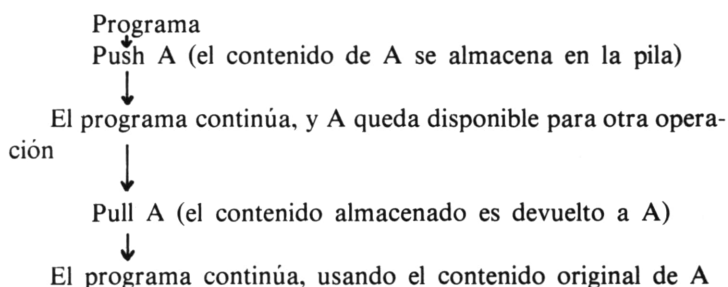 Programa
Push A (el contenido de A se almacena en la pila)
El programa continúa, y A queda disponible para otra opera-
ción
Pull A (el contenido almacenado es devuelto a A)
El programa continúa, usando el contenido original de A